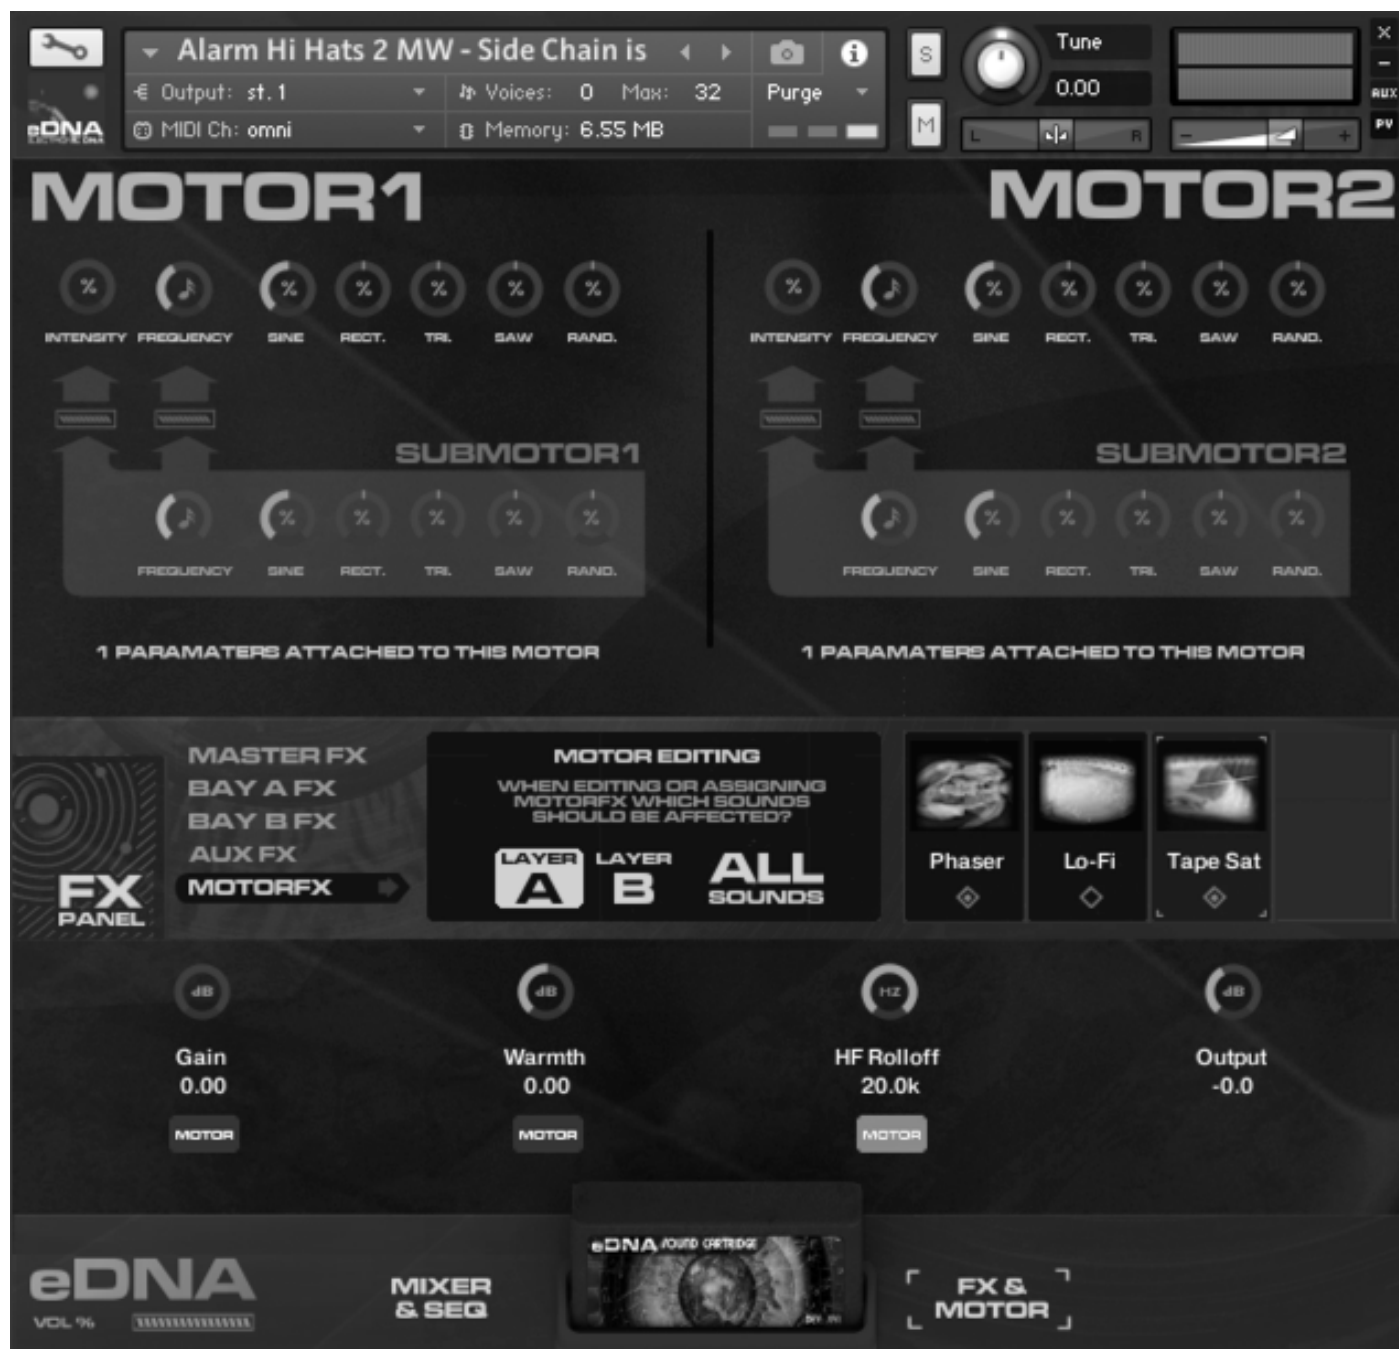 Alarm Hi Hats 2 MW - Side Chain is
Output: st. 1
Voices: 0 Max: 32
Purge
MIDI Ch: omni
Memory: 6.55 MB
eDNA
S
M
Tune
0.00
L R
- +
×
-
AUX
PV
MOTOR1
MOTOR2
% % % % % %
% % % % % %
INTENSITY FREQUENCY SINE RECT. TRI. SAW RAND.
INTENSITY FREQUENCY SINE RECT. TRI. SAW RAND.
SUBMOTOR1
SUBMOTOR2
% % % % %
% % % % %
FREQUENCY SINE RECT. TRI. SAW RAND.
FREQUENCY SINE RECT. TRI. SAW RAND.
1 PARAMATERS ATTACHED TO THIS MOTOR
1 PARAMATERS ATTACHED TO THIS MOTOR
FX
PANEL
MASTER FX
BAY A FX
BAY B FX
AUX FX
MOTORFX
MOTOR EDITING
WHEN EDITING OR ASSIGNING
MOTORFX WHICH SOUNDS
SHOULD BE AFFECTED?
LAYER
A
LAYER
B
ALL
SOUNDS
Phaser
Lo-Fi
Tape Sat
dB
dB
HZ
dB
Gain
0.00
MOTOR
Warmth
0.00
MOTOR
HF Rolloff
20.0k
MOTOR
Output
-0.0
eDNA
VOL %
MIXER
& SEQ
eDNA SOUND CARTRIDGE
FX &
MOTOR